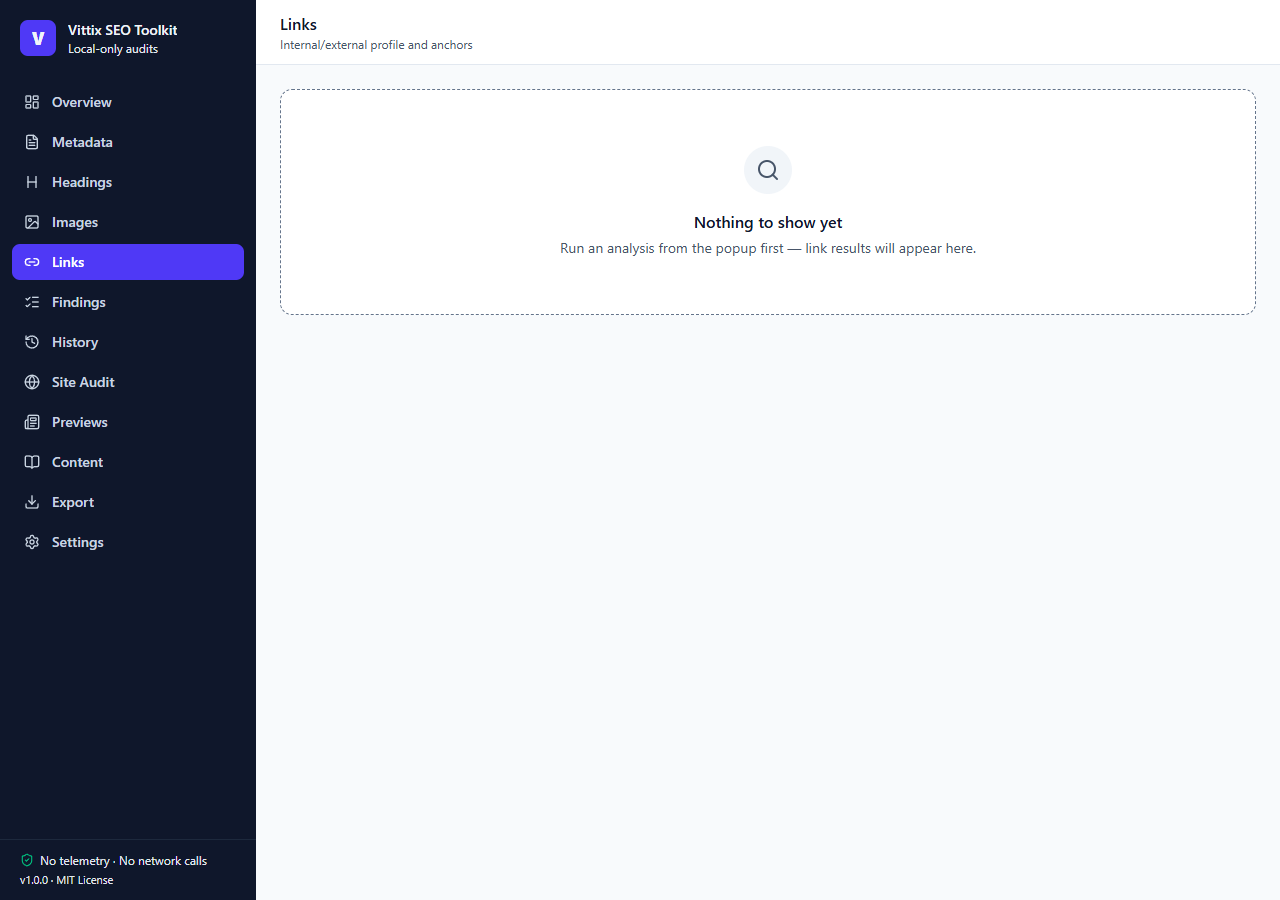 V
Vittix SEO Toolkit
Local-only audits
Overview
Metadata
Headings
Images
Links
Findings
History
Site Audit
Previews
Content
Export
Settings
No telemetry · No network calls
v1.0.0 · MIT License
Links
Internal/external profile and anchors
Nothing to show yet
Run an analysis from the popup first — link results will appear here.